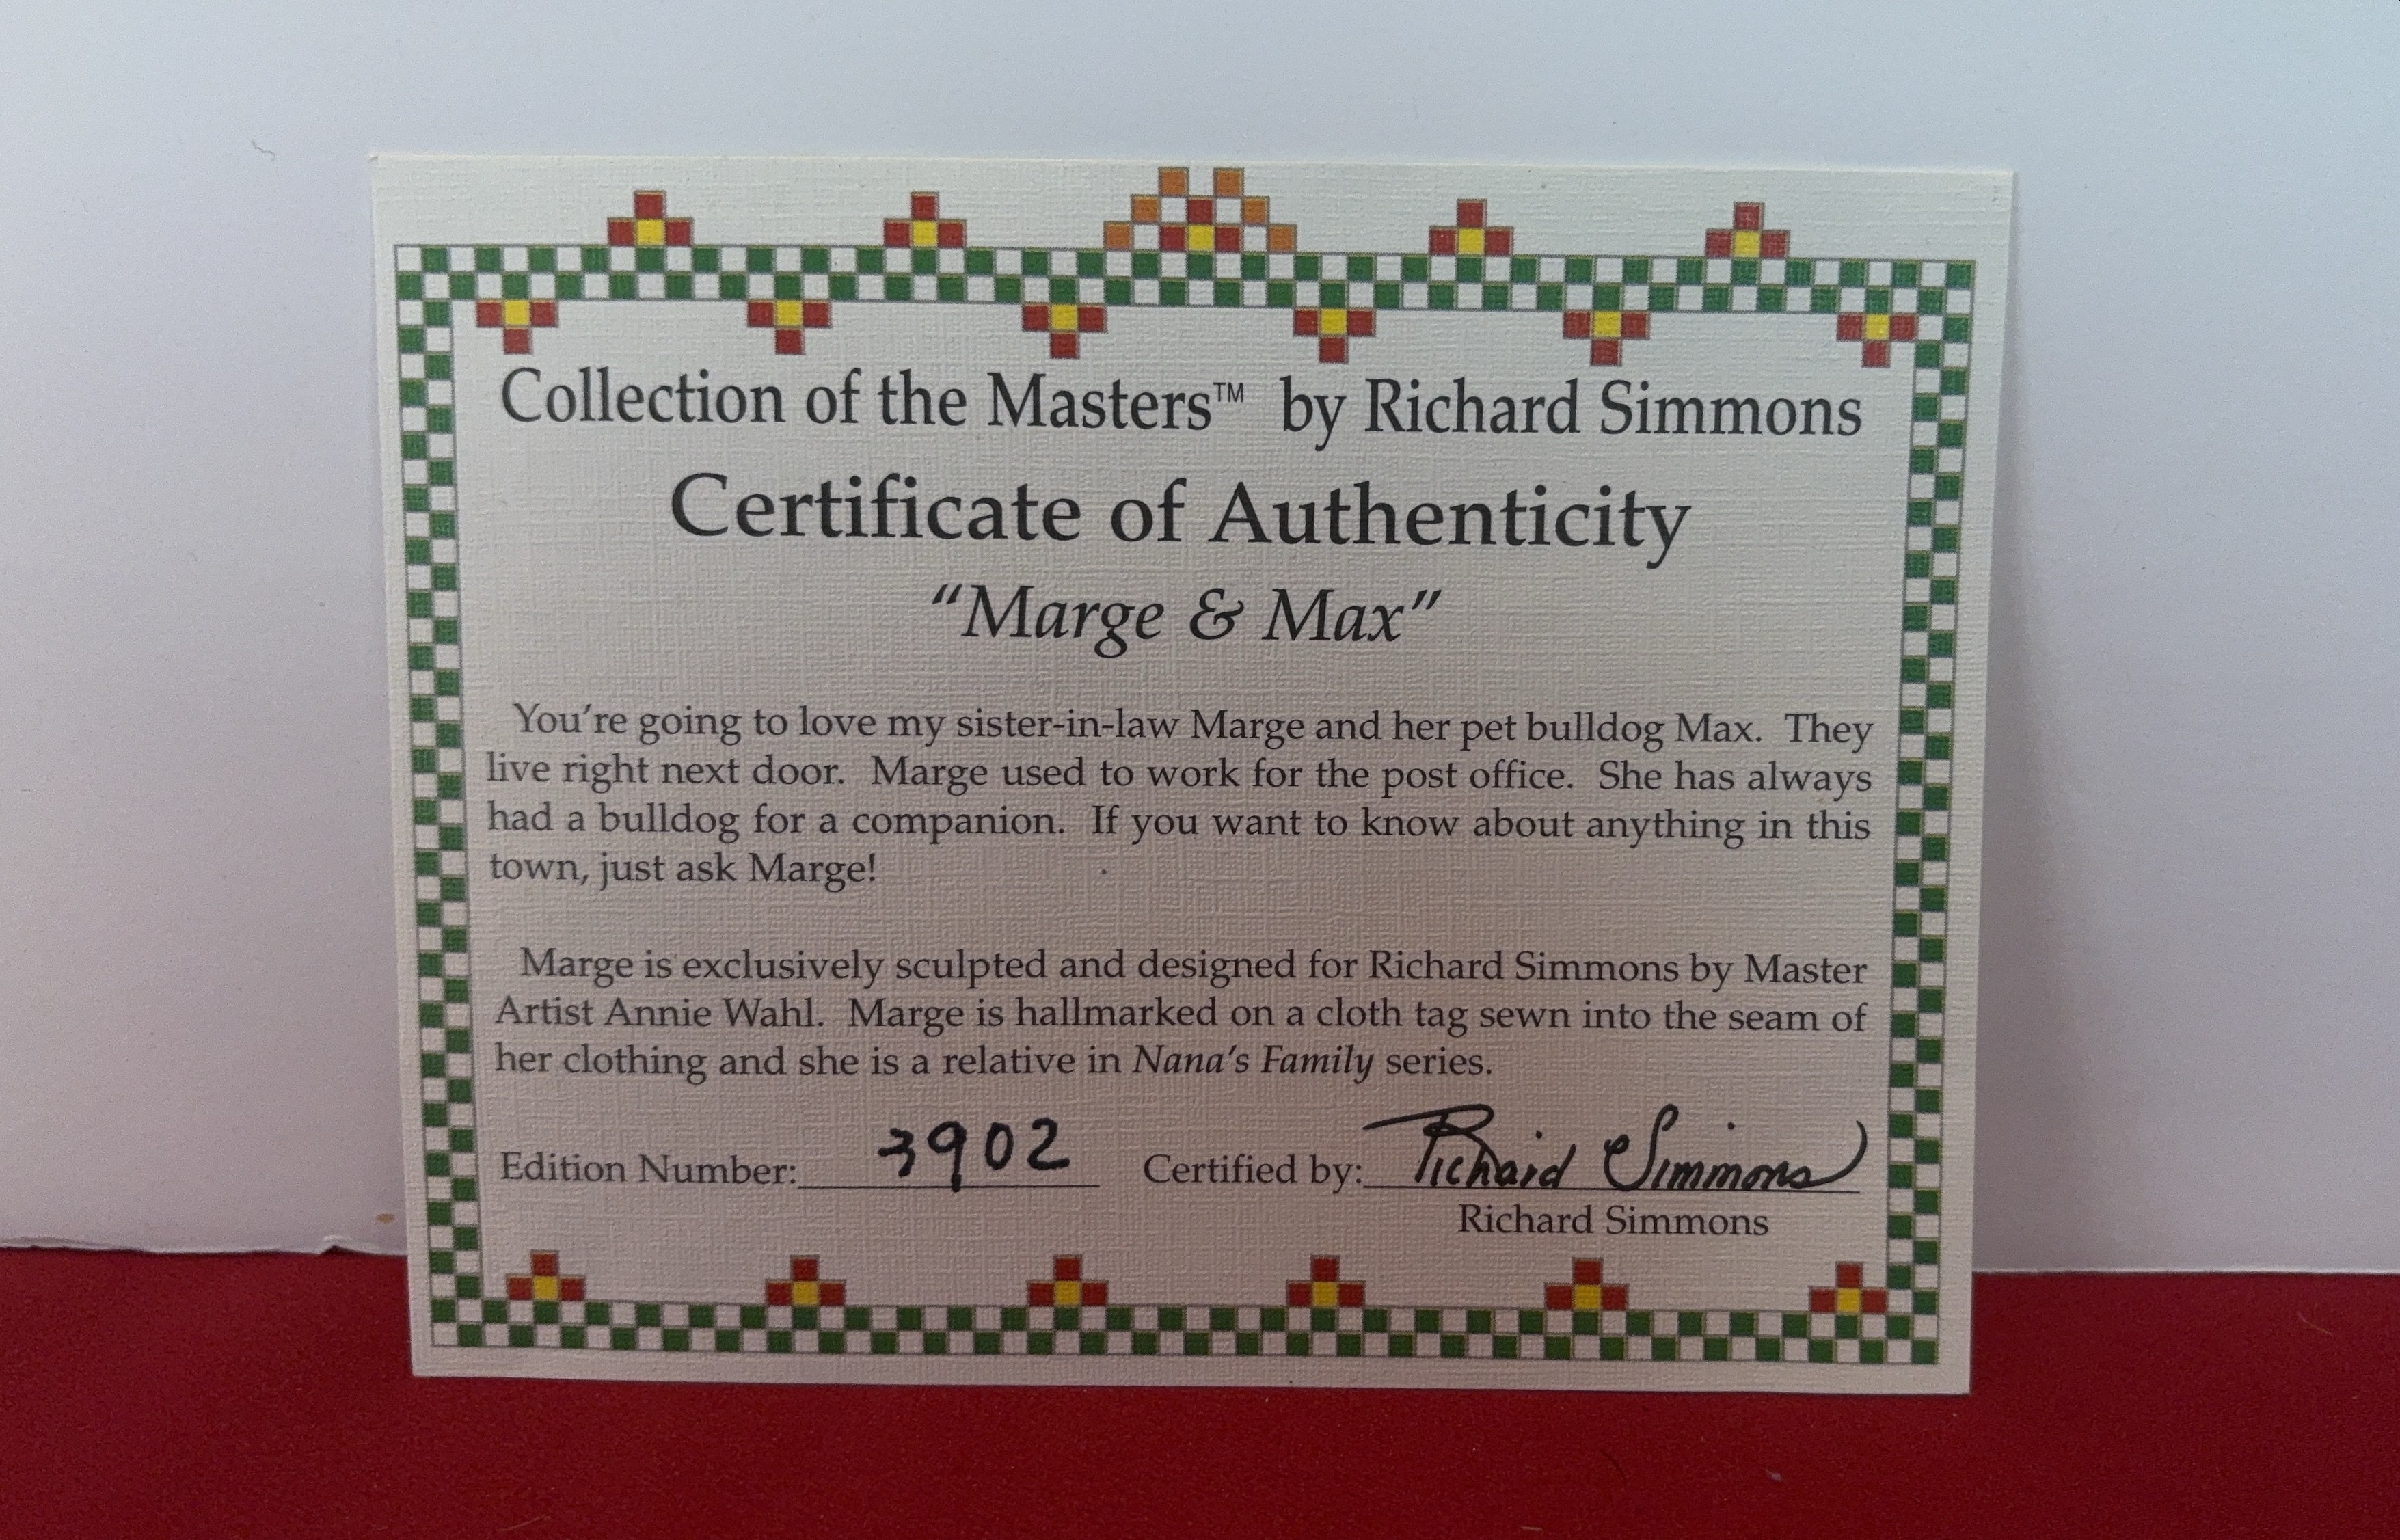 Collection of the Masters™ by Richard Simmons
Certificate of Authenticity
“Marge & Max”
You're going to love my sister-in-law Marge and her pet bulldog Max. They
live right next door. Marge used to work for the post office. She has always
had a bulldog for a companion. If you want to know about anything in this
town, just ask Marge!
Marge is exclusively sculpted and designed for Richard Simmons by Master
Artist Annie Wahl. Marge is hallmarked on a cloth tag sewn into the seam of
her clothing and she is a relative in Nana's Family series.
Edition Number: 3902 Certified by: Richard Simmons
Richard Simmons